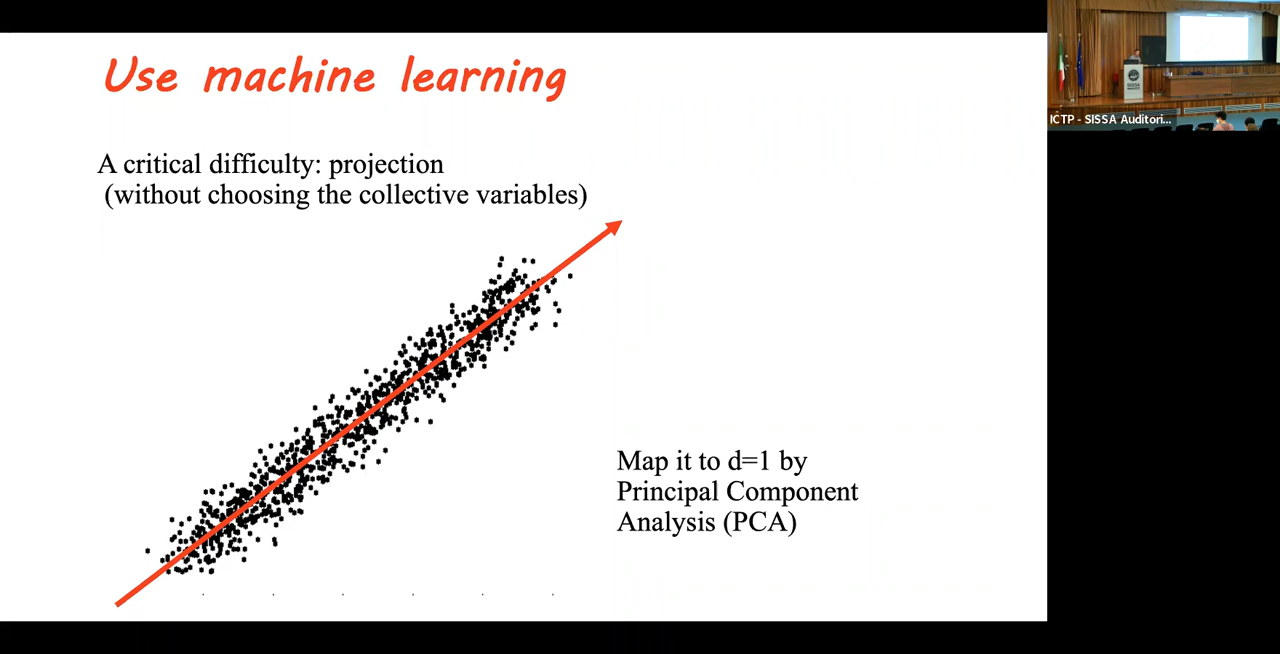 Use machine learning
A critical difficulty: projection
(without choosing the collective variables)
Map it to d=1 by
Principal Component
Analysis (PCA)
ICTP - SISSA Auditori...
SISSA